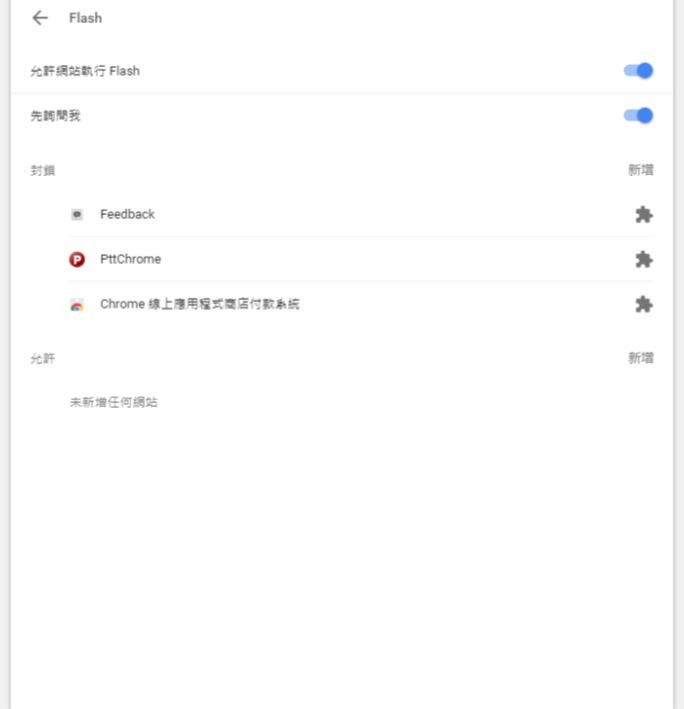 Flash
允許網站執行 Flash
先詢問我
封鎖 新增
Feedback
PttChrome
Chrome 線上應用程式商店付款系統
允許 新增
未新增任何網站